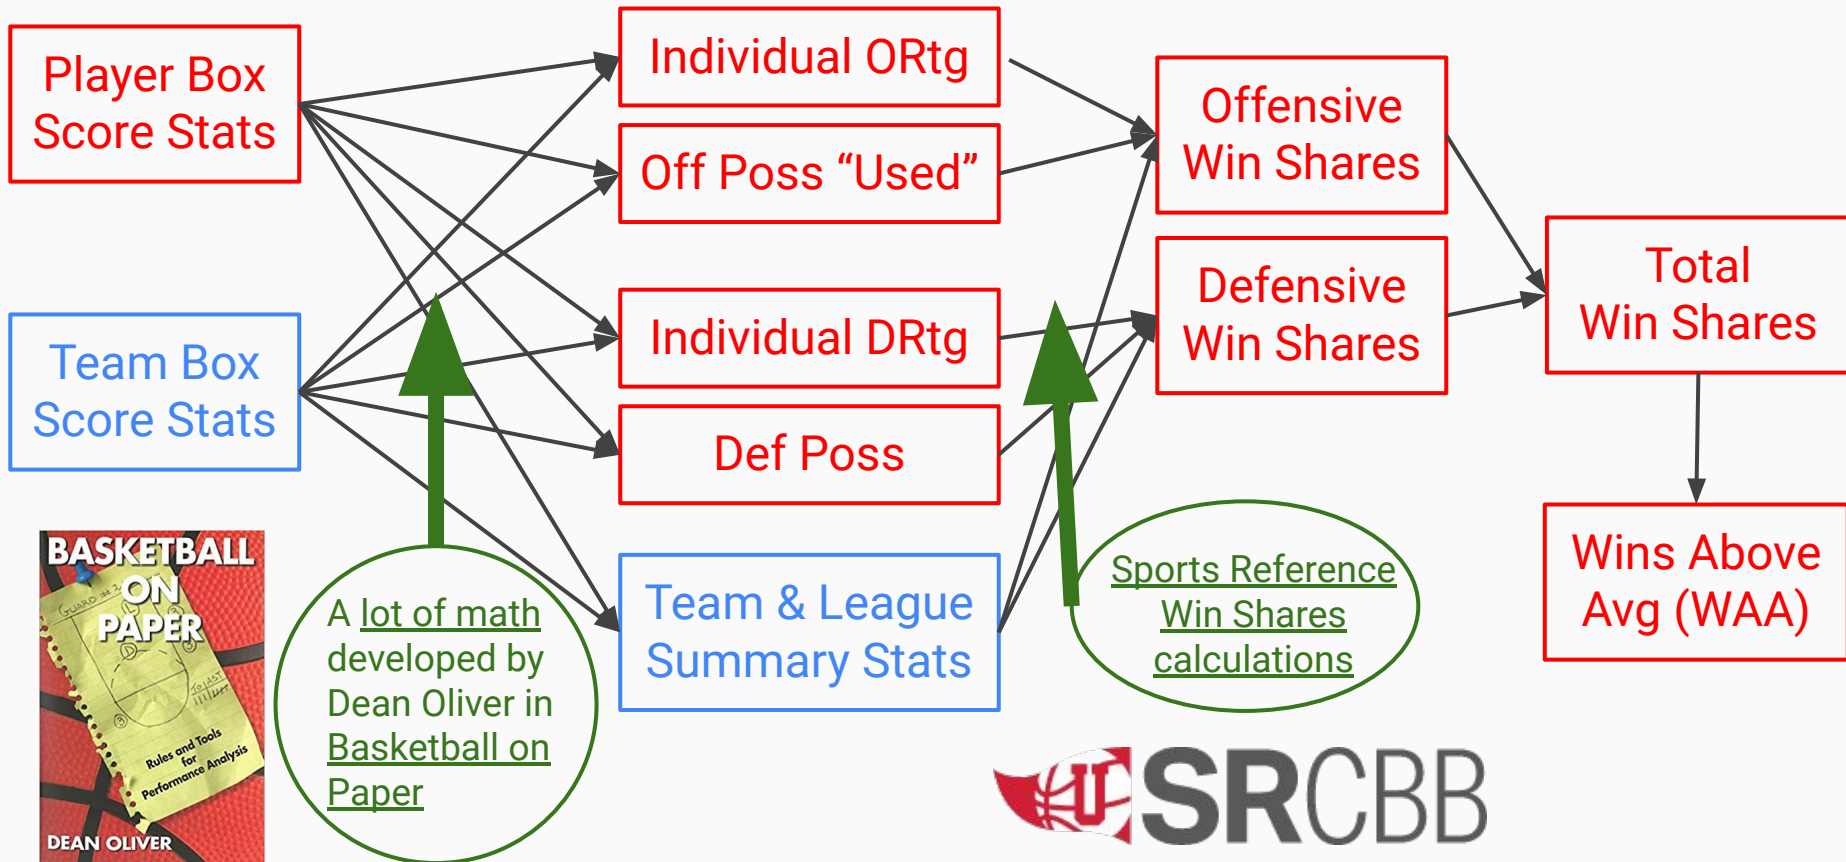 Player Box
Score Stats
Team Box
Score Stats
Individual ORtg
Off Poss “Used”
Individual DRtg
Def Poss
Team & League
Summary Stats
Offensive
Win Shares
Defensive
Win Shares
Total
Win Shares
Wins Above
Avg (WAA)
BASKETBALL
ON
PAPER
Rules and Tools
for
Performance Analysis
DEAN OLIVER
A lot of math
developed by
Dean Oliver in
Basketball on
Paper
Sports Reference
Win Shares
calculations
U SRCBB